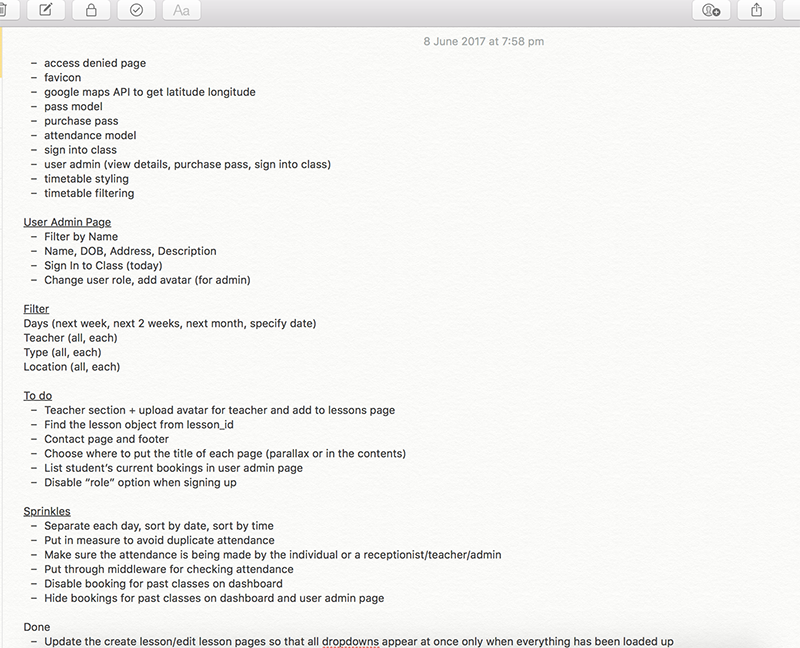 Aa
8 June 2017 at 7:58 pm
– access denied page
– favicon
– google maps API to get latitude longitude
– pass model
– purchase pass
– attendance model
– sign into class
– user admin (view details, purchase pass, sign into class)
– timetable styling
– timetable filtering
User Admin Page
– Filter by Name
– Name, DOB, Address, Description
– Sign In to Class (today)
– Change user role, add avatar (for admin)
Filter
Days (next week, next 2 weeks, next month, specify date)
Teacher (all, each)
Type (all, each)
Location (all, each)
To do
– Teacher section + upload avatar for teacher and add to lessons page
– Find the lesson object from lesson_id
– Contact page and footer
– Choose where to put the title of each page (parallax or in the contents)
– List student’s current bookings in user admin page
– Disable “role” option when signing up
Sprinkles
– Separate each day, sort by date, sort by time
– Put in measure to avoid duplicate attendance
– Make sure the attendance is being made by the individual or a receptionist/teacher/admin
– Put through middleware for checking attendance
– Disable booking for past classes on dashboard
– Hide bookings for past classes on dashboard and user admin page
Done
– Update the create lesson/edit lesson pages so that all dropdowns appear at once only when everything has been loaded up